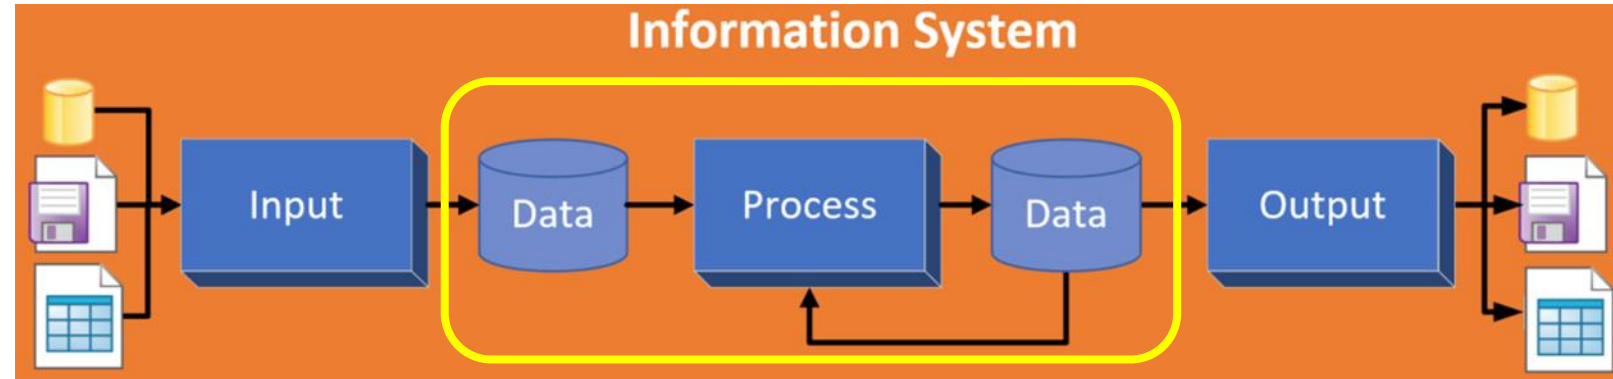 Information System
Input
Data
Process
Data
Output